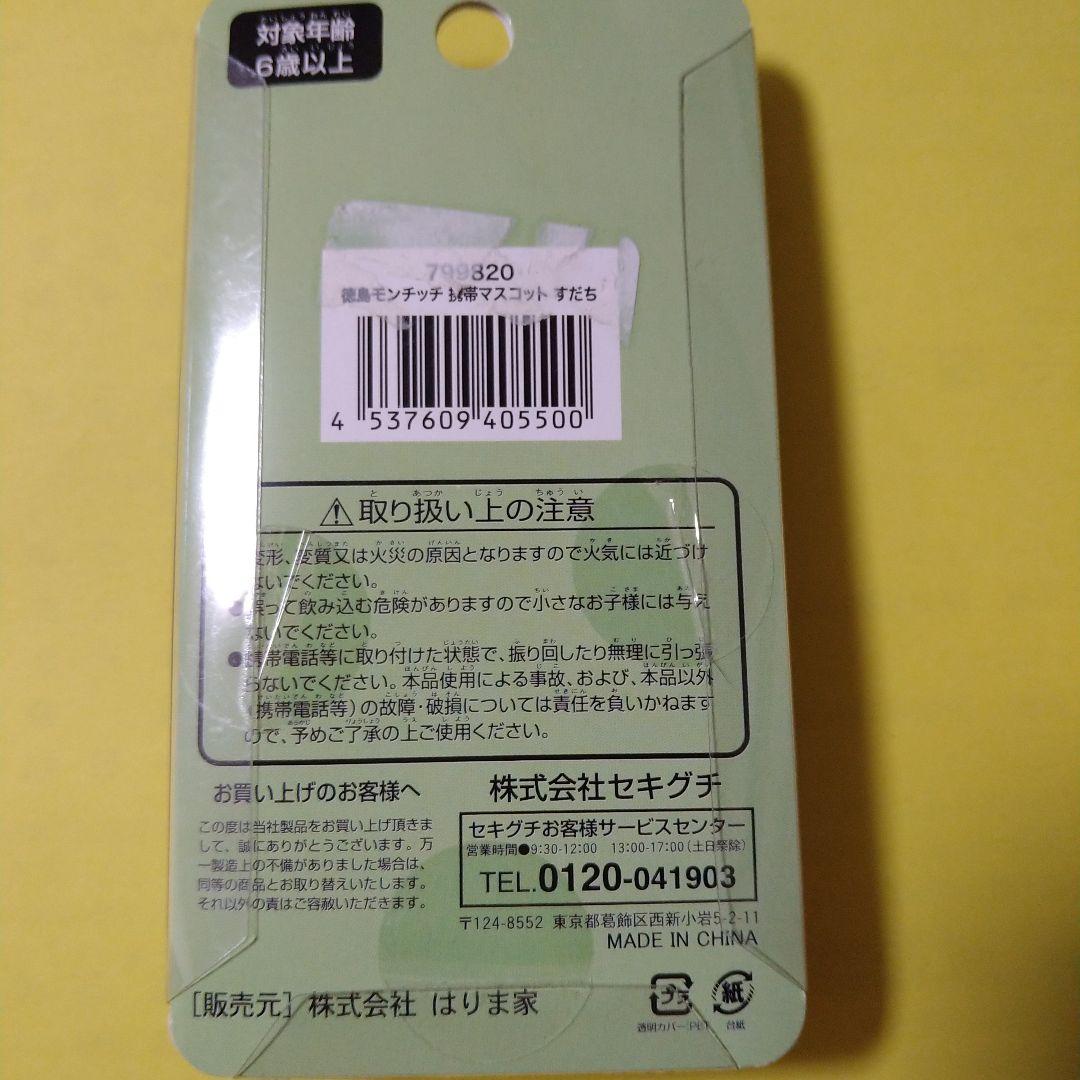 対象年齢
6歳以上
799820
徳島モンチッチ 携帯マスコット すだち
4 537609 405500
取り扱い上の注意
変形、変質又は火災の原因となりますので火気には近づけ
ないでください。
●誤って飲み込む危険がありますので小さなお子様には与え
ないでください。
●携帯電話等に取り付けた状態で、振り回したり無理に引っ張
らないでください。本品使用による事故、および、本品以外
(携帯電話等)の故障・破損については責任を負いかねます
ので、予めご了承の上ご使用ください。
お買い上げのお客様へ
この度は当社製品をお買い上げ頂きま
して、誠にありがとうございます。万
一製造上の不備がありました場合は、
同等の商品とお取り替えいたします。
それ以外の責はご容赦いただきます。
株式会社セキグチ
セキグチお客様サービスセンター
営業時間●9:30-12:00 13:00-17:00(土日祭除)
TEL.0120-041903
〒124-8552 東京都葛飾区西新小岩5-2-11
MADE IN CHINA
[販売元] 株式会社 はりま家
プラ
透明カバー(PET
紙
台紙